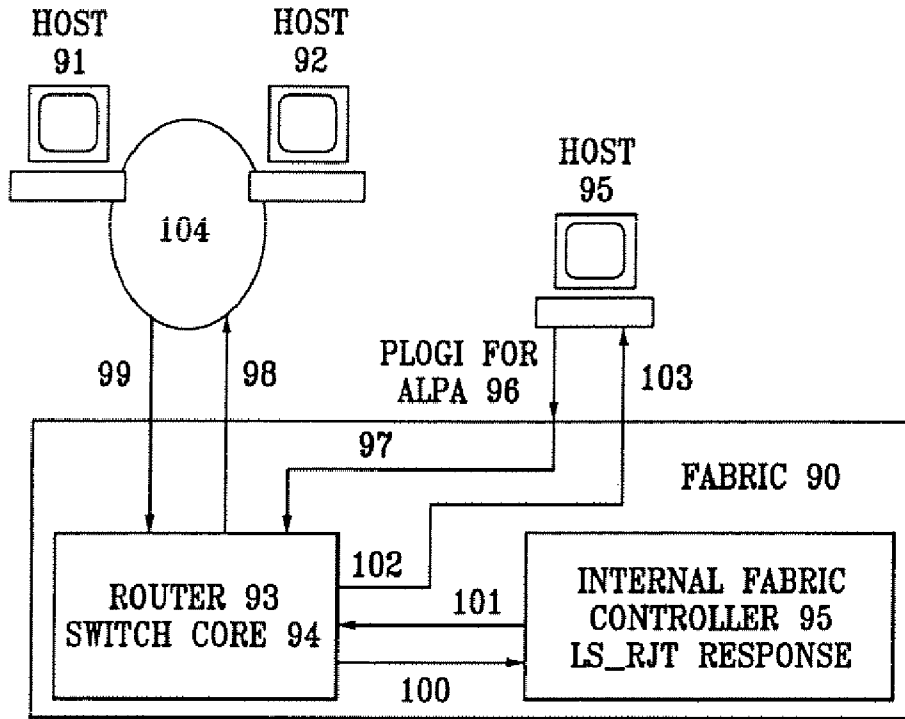 HOST
91
HOST
92
HOST
95
104
99
98
PLOGI FOR
ALPA 96
103
97
FABRIC 90
102
ROUTER 93
SWITCH CORE 94
101
100
INTERNAL FABRIC
CONTROLLER 95
LS_RJT RESPONSE